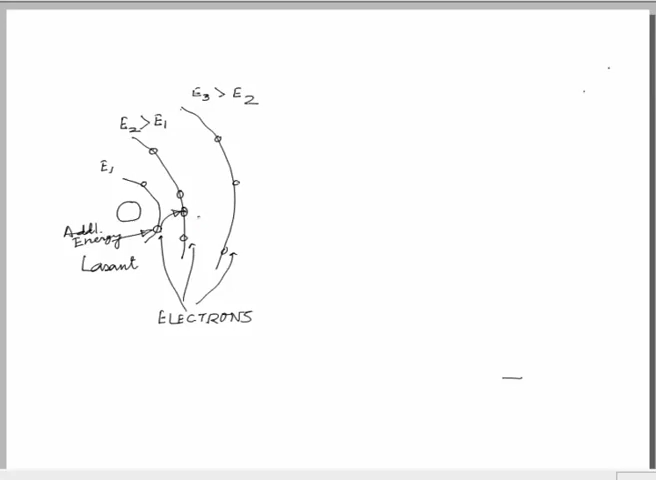 E3 > E2
E2 > E1
E1
Addl.
Energy
Lasant
ELECTRONS